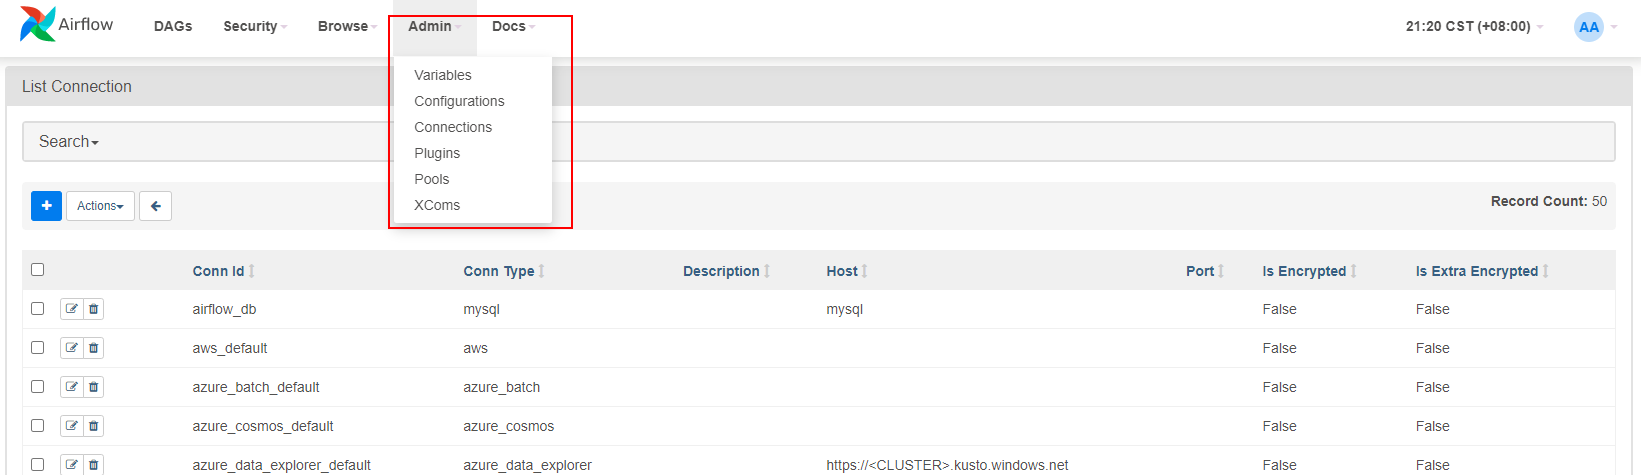 Airflow DAGs Security Browse Admin Docs 21:20 CST (+08:00) AA
Variables
Configurations
Connections
Plugins
Pools
XComs
List Connection
Search
+ Actions Record Count: 50
Conn Id Conn Type Description Host Port Is Encrypted Is Extra Encrypted
airflow_db mysql mysql False False
aws_default aws False False
azure_batch_default azure_batch False False
azure_cosmos_default azure_cosmos False False
azure_data_explorer_default azure_data_explorer https://<CLUSTER>.kusto.windows.net False False